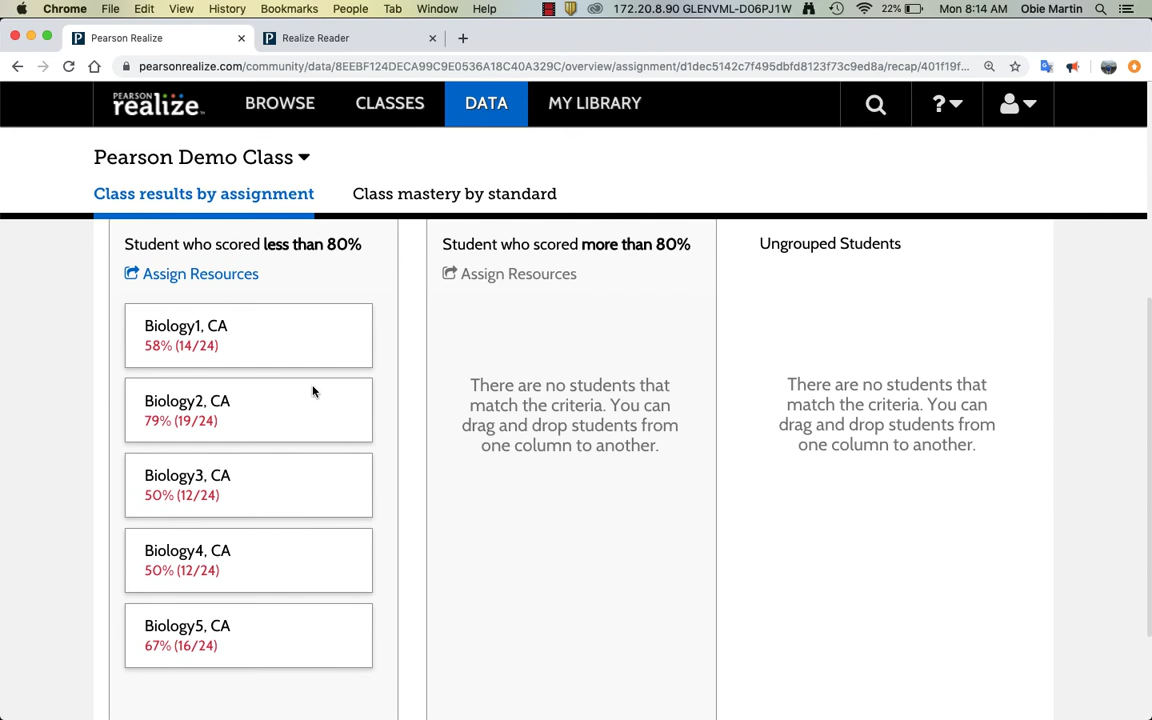 Chrome File Edit View History Bookmarks People Tab Window Help 172.20.8.90 GLENVML-D06PJ1W 22% Mon 8:14 AM Obie Martin
Pearson Realize Realize Reader
pearsonrealize.com/community/data/8EEBF124DECA99C9E0536A18C40A329C/overview/assignment/d1dec5142c7f495dbfd8123f73c9ed8a/recap/401f19f...
PEARSON
realize BROWSE CLASSES DATA MY LIBRARY ?
Pearson Demo Class
Class results by assignment Class mastery by standard
Student who scored less than 80%
Assign Resources
Biology1, CA
58% (14/24)
Biology2, CA
79% (19/24)
Biology3, CA
50% (12/24)
Biology4, CA
50% (12/24)
Biology5, CA
67% (16/24)
Student who scored more than 80%
Assign Resources
There are no students that
match the criteria. You can
drag and drop students from
one column to another.
Ungrouped Students
There are no students that
match the criteria. You can
drag and drop students from
one column to another.